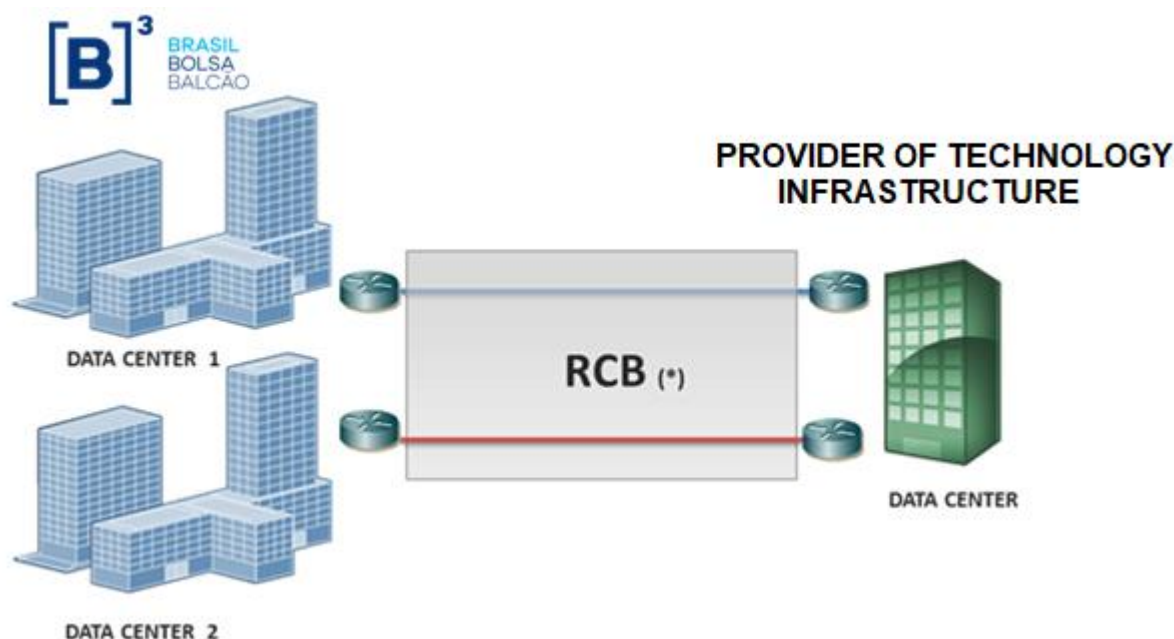 [B]³ BRASIL
BOLSA
BALCÃO
PROVIDER OF TECHNOLOGY
INFRASTRUCTURE
DATA CENTER 1
RCB (*)
DATA CENTER
DATA CENTER 2